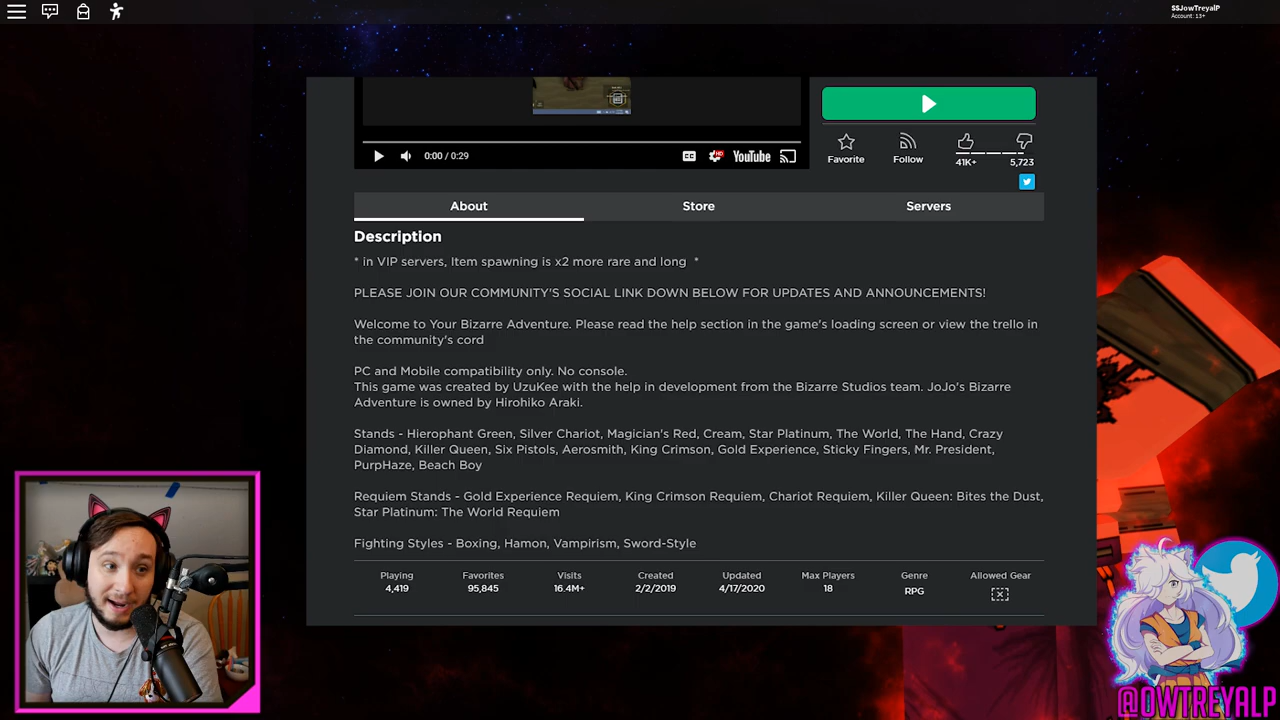 SSJowTreyalP
Account: 13+
0:00 / 0:29
CC
HD
YouTube
Favorite
Follow
41K+
5,723
About
Store
Servers
Description
* in VIP servers, Item spawning is x2 more rare and long *
PLEASE JOIN OUR COMMUNITY'S SOCIAL LINK DOWN BELOW FOR UPDATES AND ANNOUNCEMENTS!
Welcome to Your Bizarre Adventure. Please read the help section in the game's loading screen or view the trello in
the community's cord
PC and Mobile compatibility only. No console.
This game was created by UzuKee with the help in development from the Bizarre Studios team. JoJo's Bizarre
Adventure is owned by Hirohiko Araki.
Stands - Hierophant Green, Silver Chariot, Magician's Red, Cream, Star Platinum, The World, The Hand, Crazy
Diamond, Killer Queen, Six Pistols, Aerosmith, King Crimson, Gold Experience, Sticky Fingers, Mr. President,
PurpHaze, Beach Boy
Requiem Stands - Gold Experience Requiem, King Crimson Requiem, Chariot Requiem, Killer Queen: Bites the Dust,
Star Platinum: The World Requiem
Fighting Styles - Boxing, Hamon, Vampirism, Sword-Style
Playing Favorites Visits Created Updated Max Players Genre Allowed Gear
4,419 95,845 16.4M+ 2/2/2019 4/17/2020 18 RPG
@OWTREYALP